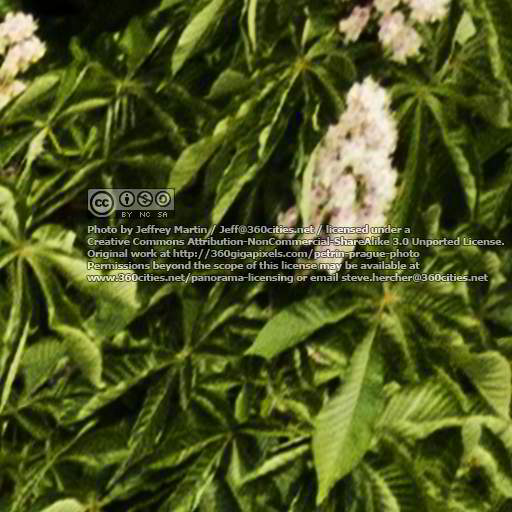 cc BY NC SA
Photo by Jeffrey Martin / Jeff@360cities.net / licensed under a
Creative Commons Attribution-NonCommercial-ShareAlike 3.0 Unported License.
Original work at http://360gigapixels.com/petrin-prague-photo
Permissions beyond the scope of this license may be available at
www.360cities.net/panorama-licensing or email steve.hercher@360cities.net